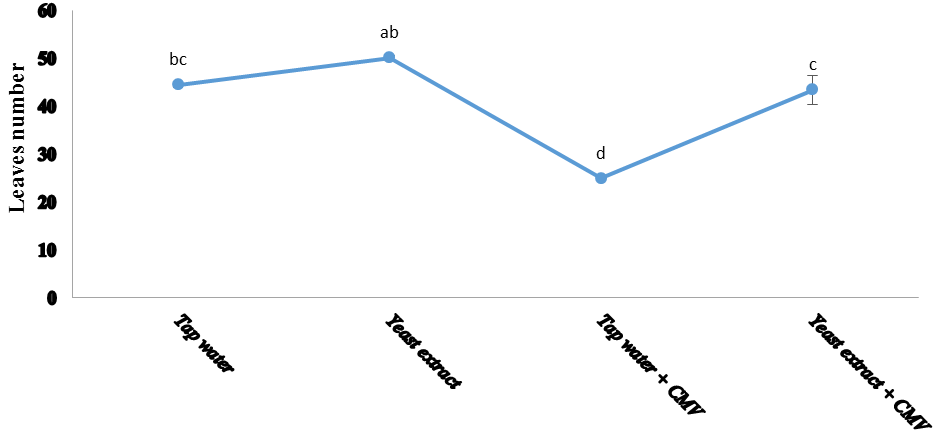 60
50
40
30
20
10
0
Leaves number
bc
ab
d
c
Tap water
Yeast extract
Tap water + CMV
Yeast extract + CMV